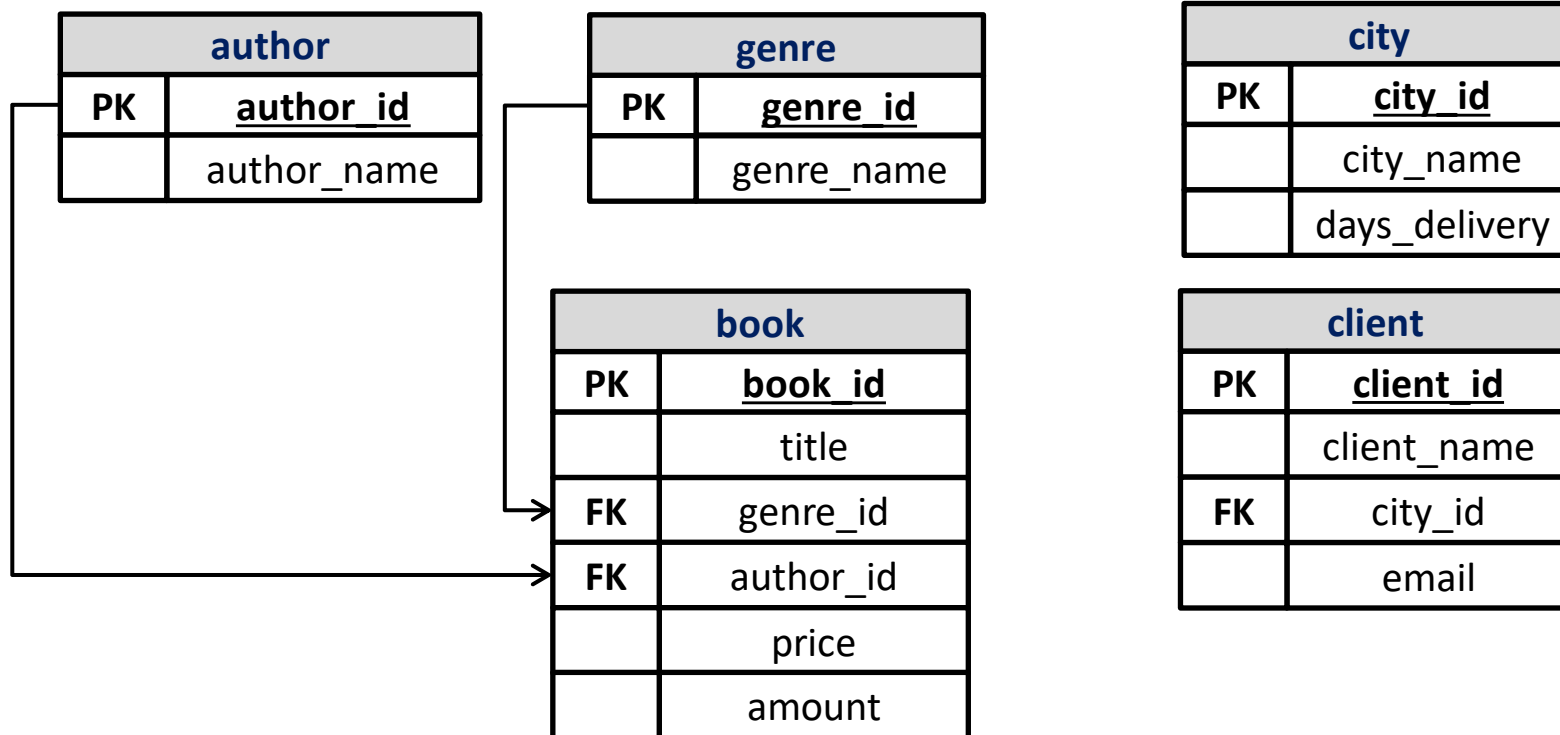 author
PK author_id
author_name
genre
PK genre_id
genre_name
city
PK city_id
city_name
days_delivery
book
PK book_id
title
FK genre_id
FK author_id
price
amount
client
PK client_id
client_name
FK city_id
email